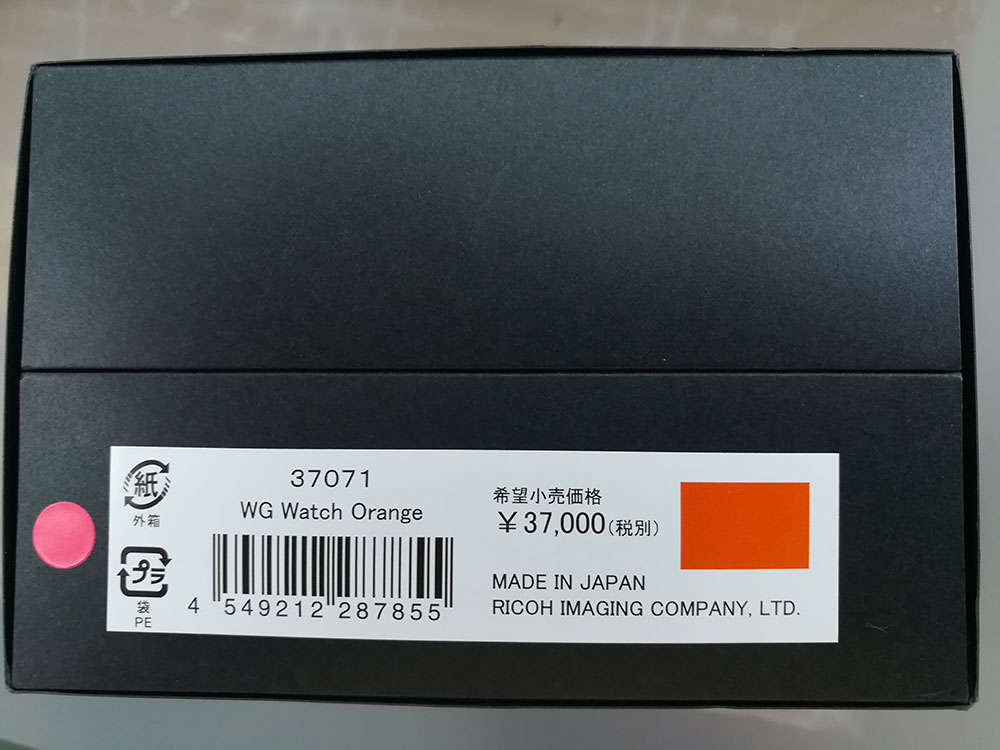 紙
外箱
プラ
袋
PE
37071
WG Watch Orange
4 549212 287855
希望小売価格
￥37,000(税別)
MADE IN JAPAN
RICOH IMAGING COMPANY, LTD.